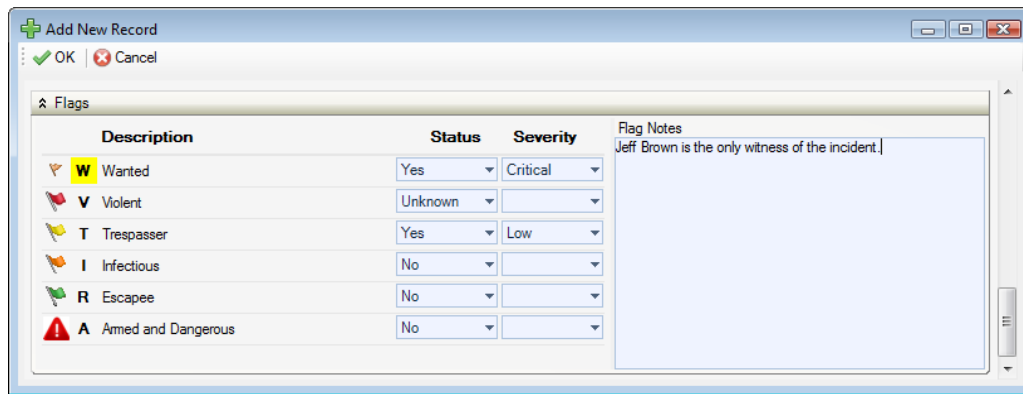 Add New Record
OK Cancel
Flags
Description Status Severity Flag Notes
Jeff Brown is the only witness of the incident.
W Wanted Yes Critical
V Violent Unknown
T Trespasser Yes Low
I Infectious No
R Escapee No
A Armed and Dangerous No